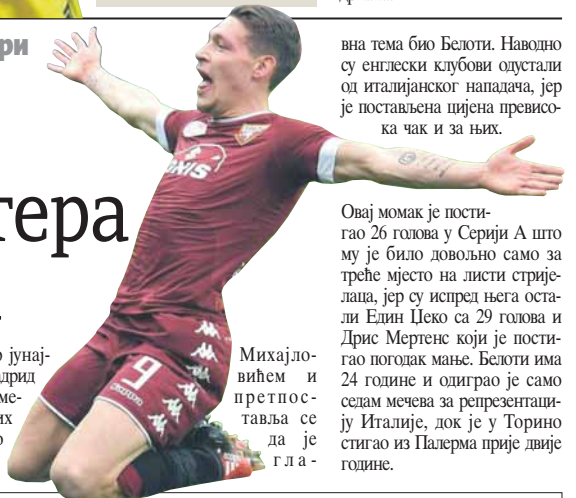 ри
тера
јунај-
дрид
ме-
их
Михајло-
вићем и
претпос-
тавља се
да је
гла-
вна тема био Белоти. Наводно
су енглески клубови одустали
од италијанског нападача, јер
је постављена цијена превисо-
ка чак и за њих.
Овај момак је пости-
гао 26 голова у Серији А што
му је било довољно само за
треће мјесто на листи стрије-
лаца, јер су испред њега оста-
ли Един Џеко са 29 голова и
Дрис Мертенс који је пости-
гао погодак мање. Белоти има
24 године и одиграо је само
седам мечева за репрезентаци-
ју Италије, док је у Торино
стигао из Палерма прије двије
године.
9